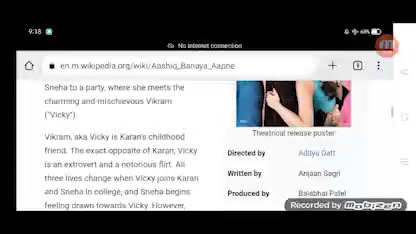 9:18
63%
No internet connection
en.m.wikipedia.org/wiki/Aashiq_Banaya_Aapne
Sneha to a party, where she meets the
charming and mischievous Vikram
("Vicky").
Theatrical release poster
Vikram, aka Vicky is Karan's childhood
friend. The exact opposite of Karan, Vicky
is an extrovert and a notorious flirt. All
three lives change when Vicky joins Karan
and Sneha in college, and Sneha begins
feeling drawn towards Vicky. However,
Directed by Aditya Datt
Written by Anjaan Sagri
Produced by Balabhai Patel
Recorded by mobizen